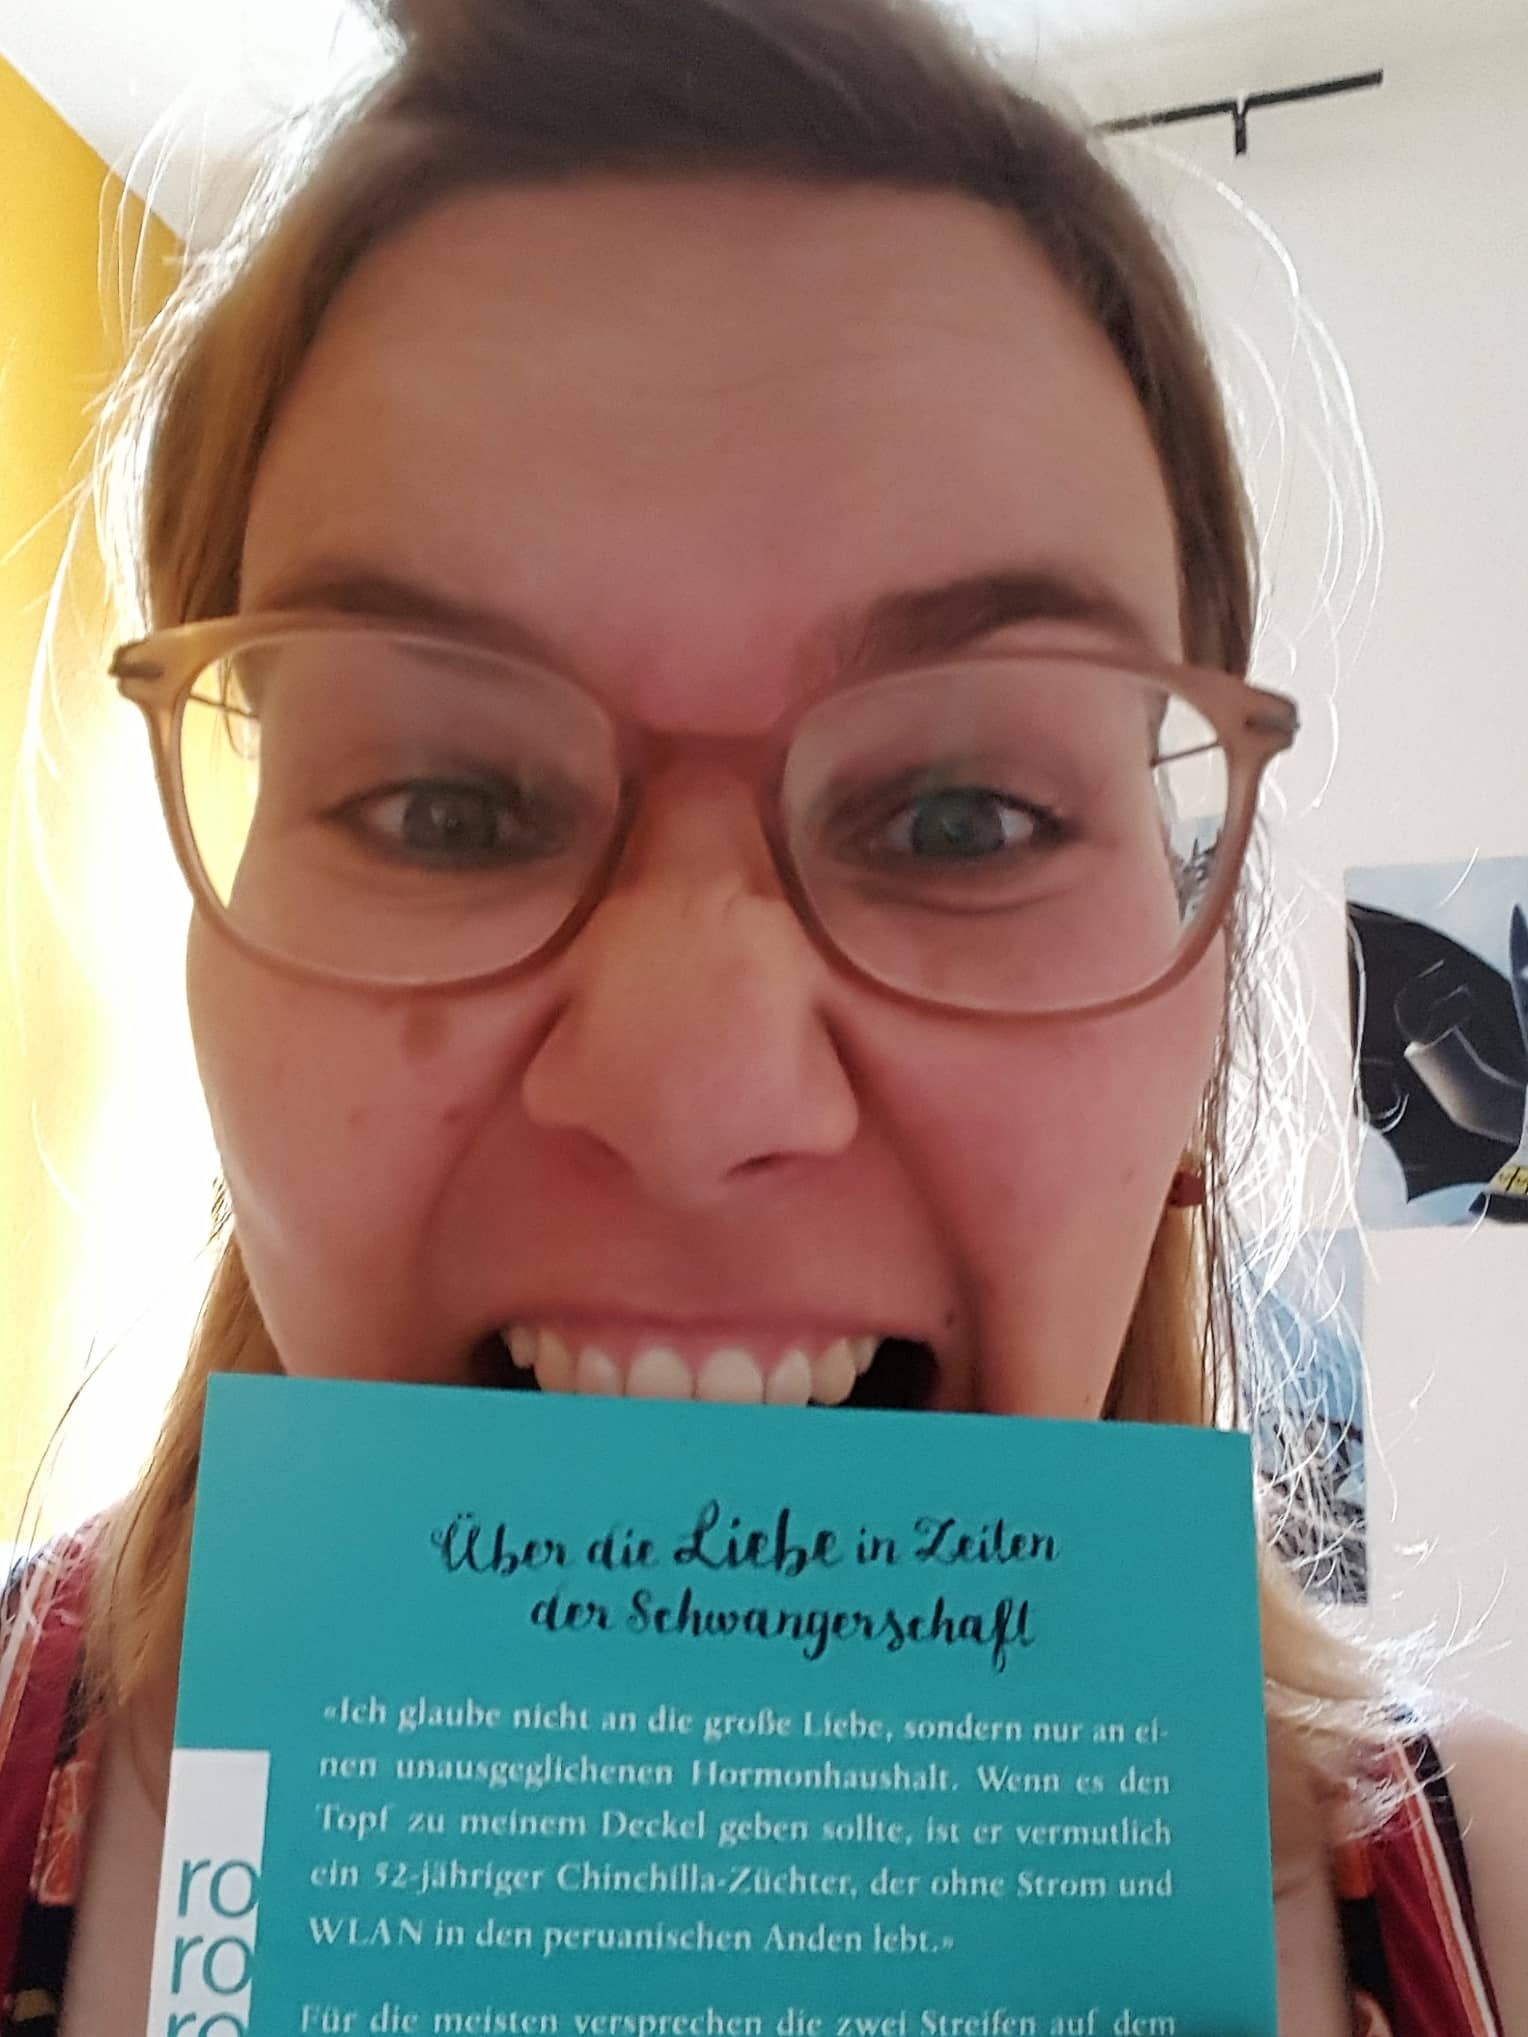 Über die Liebe in Zeiten
der Schwangerschaft
«Ich glaube nicht an die große Liebe, sondern nur an ei-
nen unausgeglichenen Hormonhaushalt. Wenn es den
Topf zu meinem Deckel geben sollte, ist er vermutlich
ein 52-jähriger Chinchilla-Züchter, der ohne Strom und
WLAN in den peruanischen Anden lebt.»
Für die meisten versprechen die zwei Streifen auf dem
ro
ro
ro